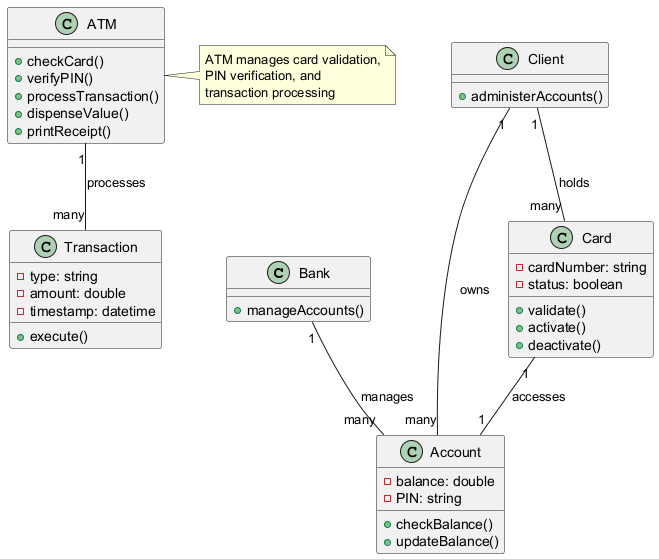 C ATM
checkCard()
verifyPIN()
processTransaction()
dispenseValue()
printReceipt()
ATM manages card validation,
PIN verification, and
transaction processing
C Client
administerAccounts()
1
processes
many
1
1
holds
many
C Transaction
type: string
amount: double
timestamp: datetime
execute()
C Bank
manageAccounts()
C Card
cardNumber: string
status: boolean
validate()
activate()
deactivate()
owns
1
manages
many
many
1
accesses
1
C Account
balance: double
PIN: string
checkBalance()
updateBalance()